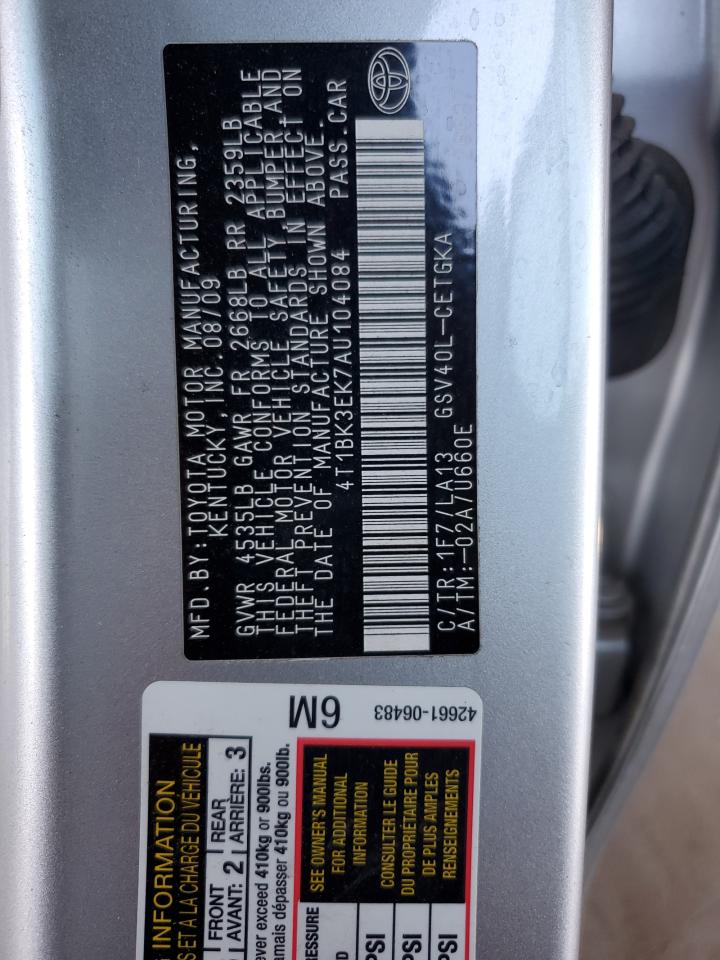 MFD.BY:TOYOTA MOTOR MANUFACTURING,
KENTUCKY,INC. 08/09
GVWR 4535LB GAWR FR 2668LB RR 2359LB
THIS VEHICLE CONFORMS TO ALL APPLICABLE
FEDERAL MOTOR VEHICLE SAFETY,BUMPER,AND
THEFT PREVENTION STANDARDS IN EFFECT ON
THE DATE OF MANUFACTURE SHOWN ABOVE.
4T1BK3EK7AU104084 PASS.CAR
C/TR:1F7/LA13 GSV40L-CETGKA
A/TM:-02A/U660E
6M
42661-06483
INFORMATION
S ET À LA CHARGE DU VÉHICULE
FRONT
AVANT: 2
REAR
ARRIÈRE: 3
ever exceed 410kg or 900lbs.
amais dépasser 410kg ou 900lb.
SEE OWNER'S MANUAL
FOR ADDITIONAL
INFORMATION
CONSULTER LE GUIDE
DU PROPRIÉTAIRE POUR
DE PLUS AMPLES
RENSEIGNEMENTS
RESSURE
PSI
PSI
PSI